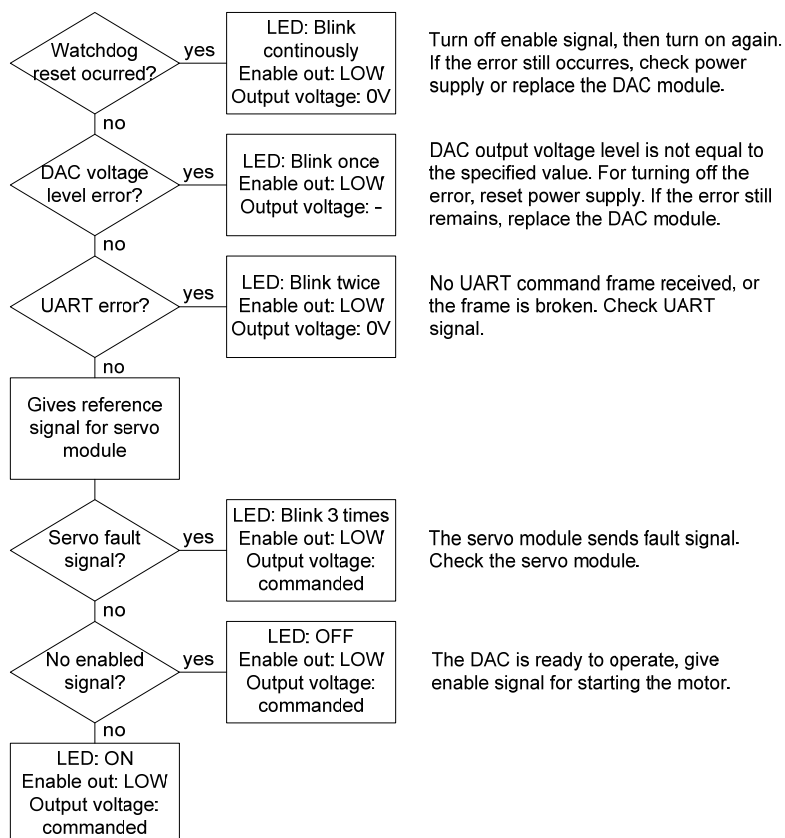 Watchdog
reset ocurred?
yes
LED: Blink
continously
Enable out: LOW
Output voltage: 0V
Turn off enable signal, then turn on again.
If the error still occurres, check power
supply or replace the DAC module.
no
DAC voltage
level error?
yes
LED: Blink once
Enable out: LOW
Output voltage: -
DAC output voltage level is not equal to
the specified value. For turning off the
error, reset power supply. If the error still
remains, replace the DAC module.
no
UART error?
yes
LED: Blink twice
Enable out: LOW
Output voltage: 0V
No UART command frame received, or
the frame is broken. Check UART
signal.
no
Gives reference
signal for servo
module
Servo fault
signal?
yes
LED: Blink 3 times
Enable out: LOW
Output voltage:
commanded
The servo module sends fault signal.
Check the servo module.
no
No enabled
signal?
yes
LED: OFF
Enable out: LOW
Output voltage:
commanded
The DAC is ready to operate, give
enable signal for starting the motor.
no
LED: ON
Enable out: LOW
Output voltage:
commanded